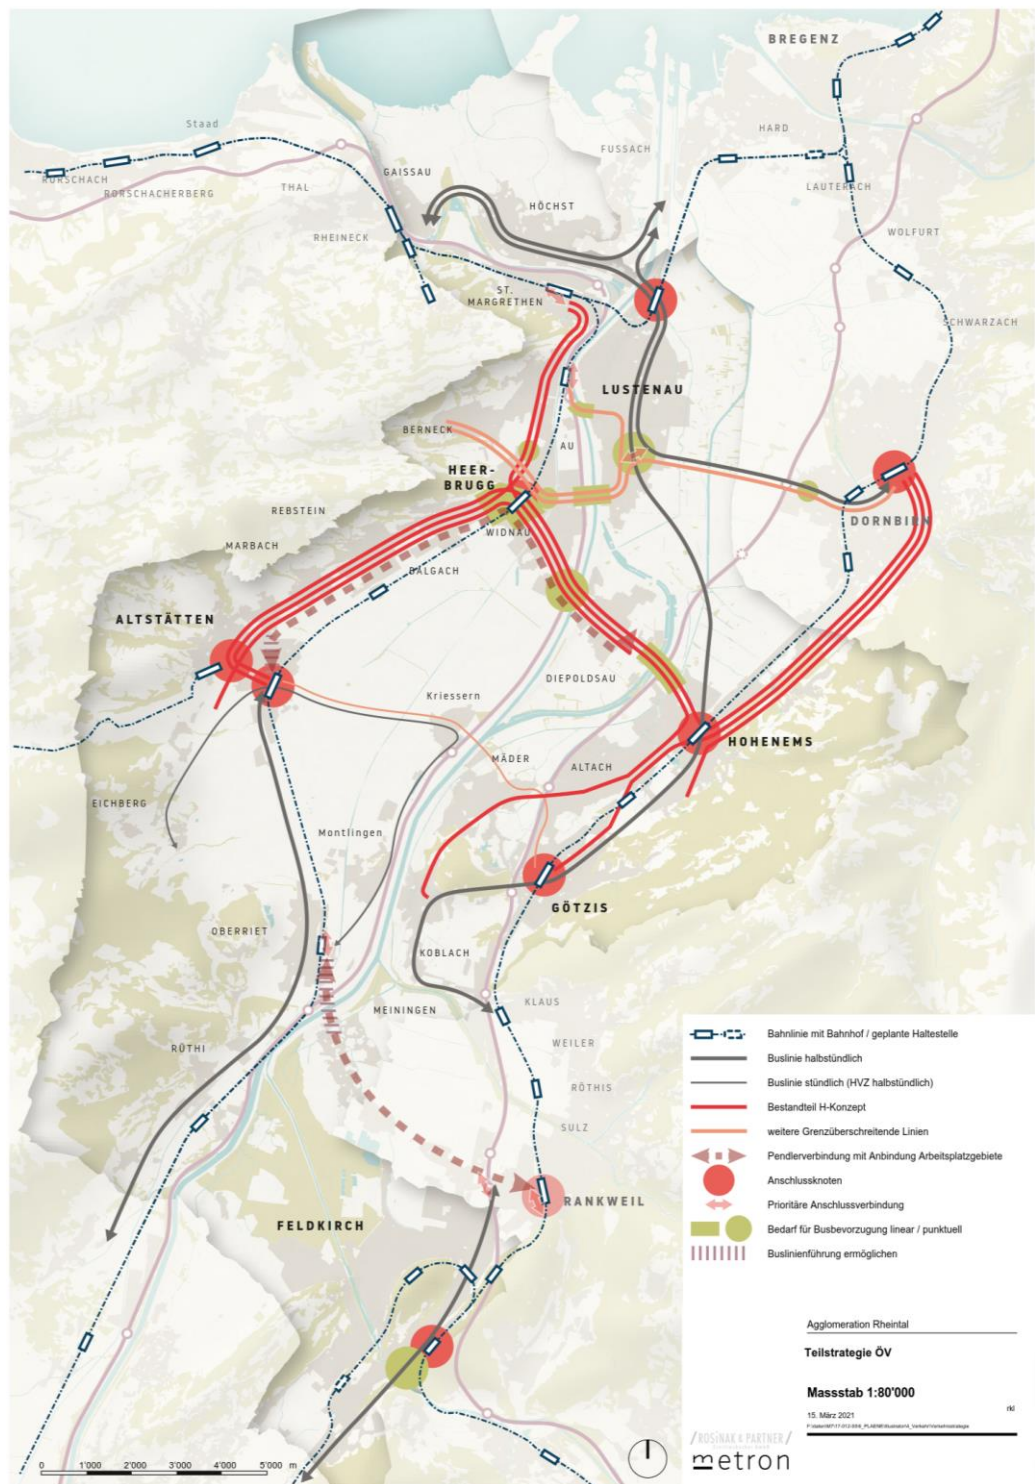 BREGENZ
Staad
HARD
FUSSACH
GAISSAU
RORSCHACH
RORSCHACHERBERG
THAL
LAUTERACH
HÖCHST
RHEINECK
WOLFURT
ST.
MARGRETHEN
SCHWARZACH
LUSTENAU
BERNECK
AU
HEER-
BRUGG
REBSTEIN
DORNBIRN
WIDNAU
MARBACH
BALGACH
ALTSTÄTTEN
DIEPOLDSAU
Kriessern
HOHENEMS
MÄDER
ALTACH
EICHBERG
Montlingen
GÖTZIS
OBERRIET
KOBLACH
KLAUS
MEININGEN
WEILER
RÜTHI
RÖTHIS
SULZ
RANKWEIL
FELDKIRCH
Bahnlinie mit Bahnhof / geplante Haltestelle
Buslinie halbstündlich
Buslinie stündlich (HVZ halbstündlich)
Bestandteil H-Konzept
weitere Grenzüberschreitende Linien
Pendlerverbindung mit Anbindung Arbeitsplatzgebiete
Anschlussknoten
Prioritäre Anschlussverbindung
Bedarf für Busbevorzugung linear / punktuell
Buslinienführung ermöglichen
Agglomeration Rheintal
Teilstrategie ÖV
Massstab 1:80'000
15. März 2021
rkl
/ROSINAK & PARTNER/
metron
0 1'000 2'000 3'000 4'000 5'000 m